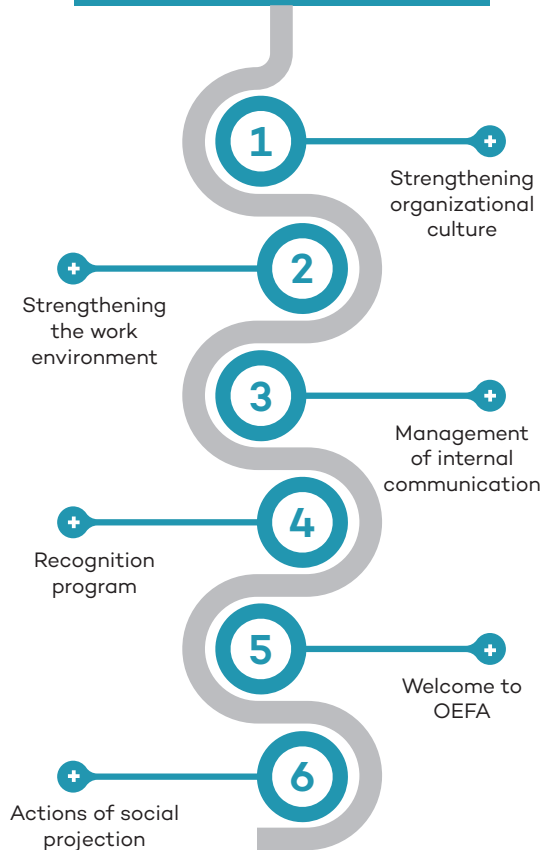 1
Strengthening
organizational
culture
2
Strengthening
the work
environment
3
Management
of internal
communication
4
Recognition
program
5
Welcome to
OEFA
6
Actions of social
projection